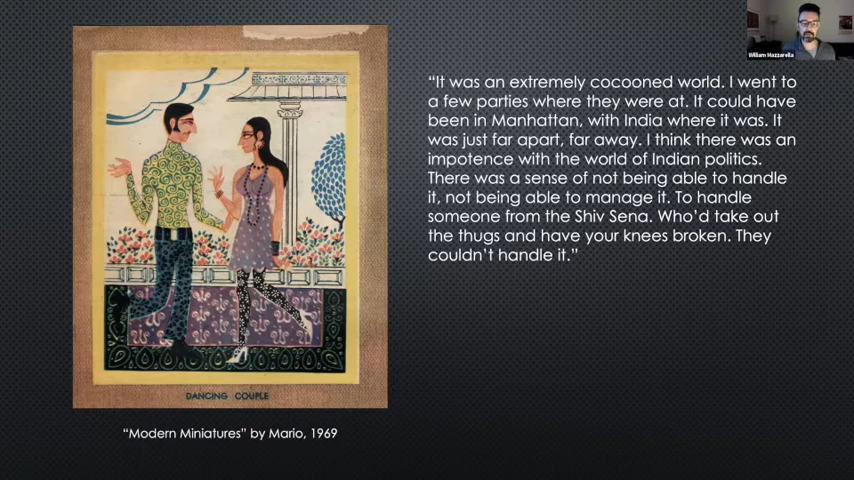 William Mazzarella
“It was an extremely cocooned world. I went to
a few parties where they were at. It could have
been in Manhattan, with India where it was. It
was just far apart, far away. I think there was an
impotence with the world of Indian politics.
There was a sense of not being able to handle
it, not being able to manage it. To handle
someone from the Shiv Sena. Who’d take out
the thugs and have your knees broken. They
couldn’t handle it.”
DANCING COUPLE
“Modern Miniatures” by Mario, 1969